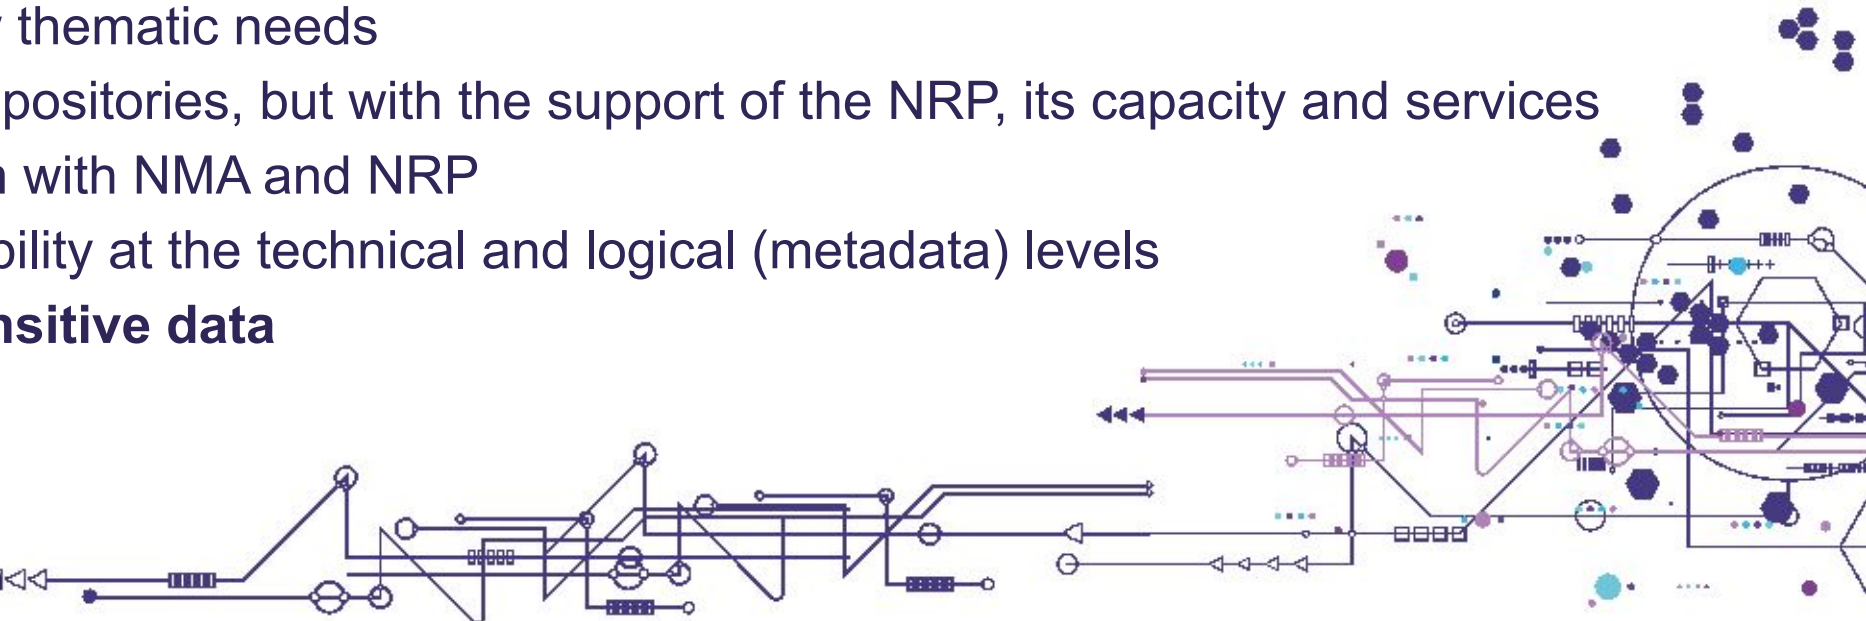 thematic needs
positories, but with the support of the NRP, its capacity and services
with NMA and NRP
bility at the technical and logical (metadata) levels
nsitive data